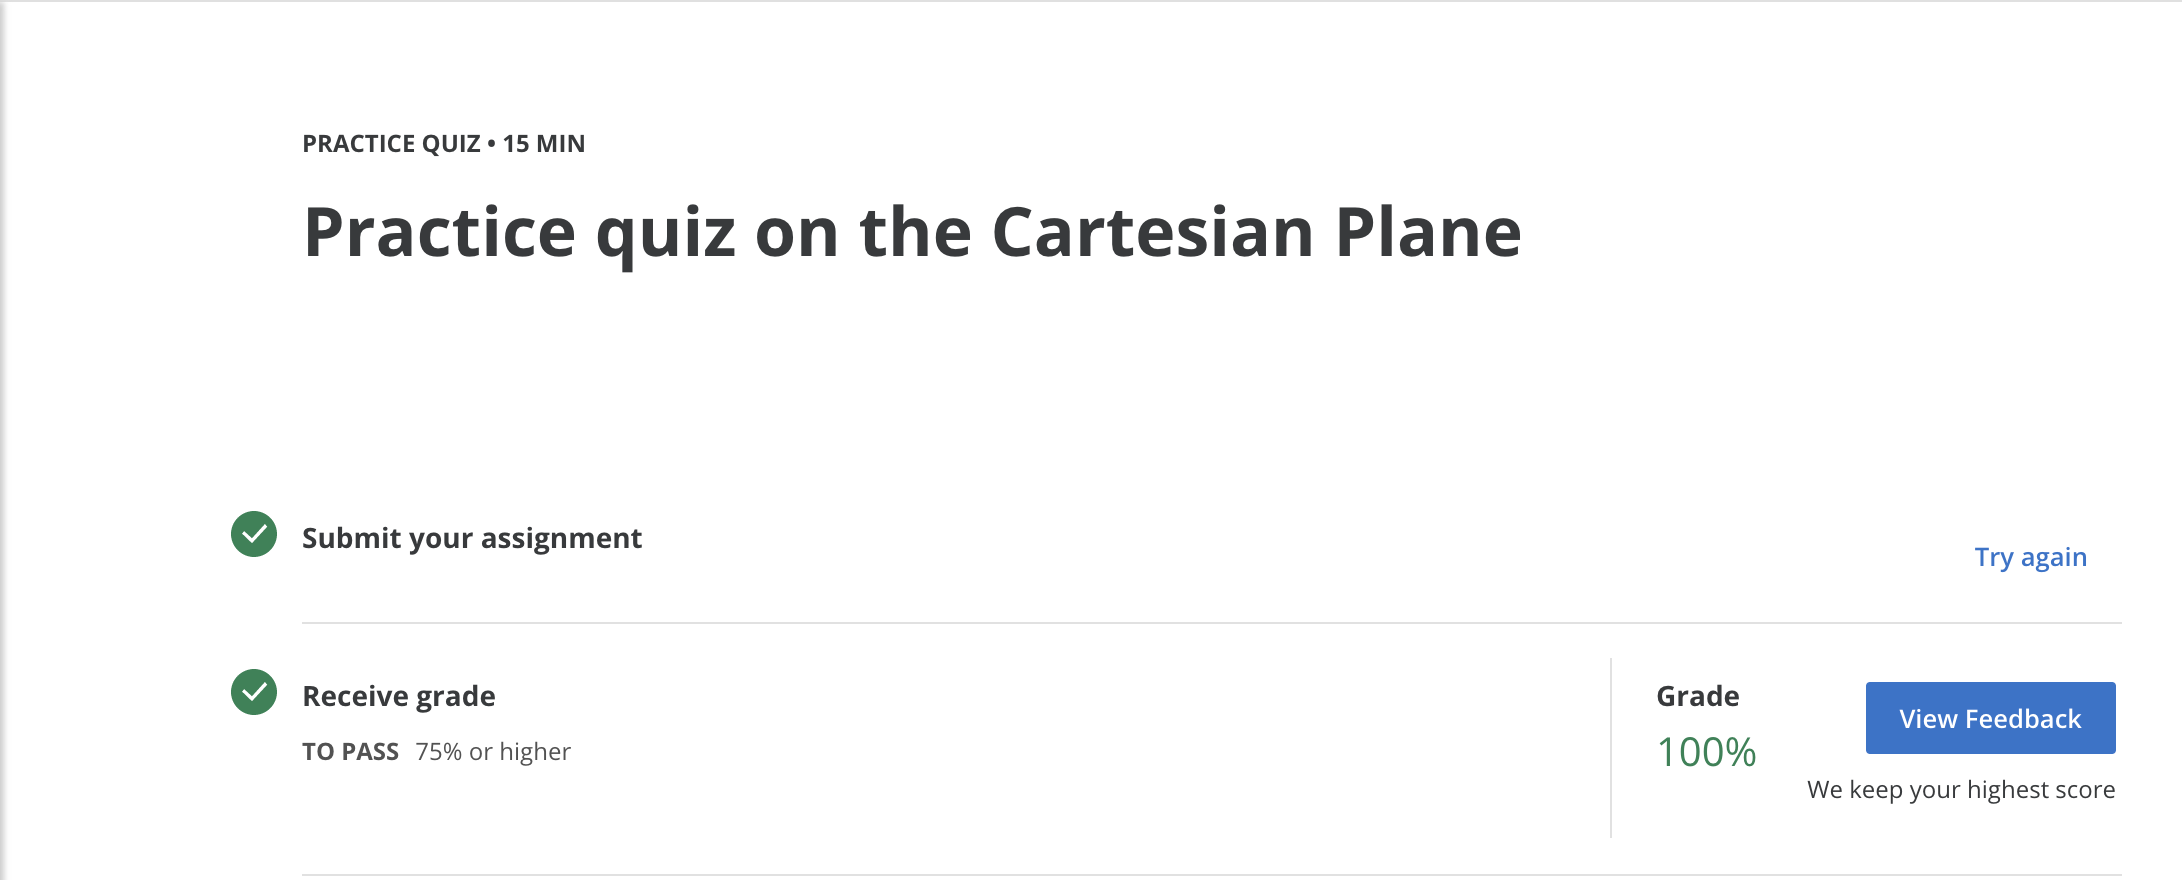 PRACTICE QUIZ • 15 MIN
Practice quiz on the Cartesian Plane
Submit your assignment
Try again
Receive grade
TO PASS 75% or higher
Grade
100%
View Feedback
We keep your highest score